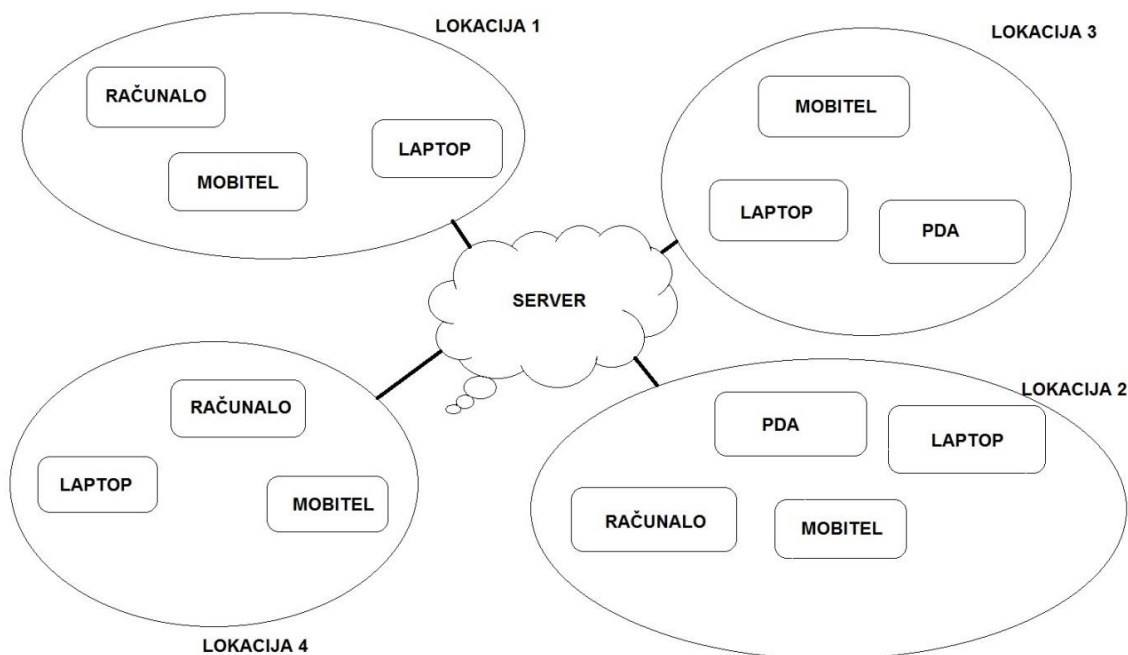 LOKACIJA 1
RAČUNALO
MOBITEL
LAPTOP
LOKACIJA 3
MOBITEL
LAPTOP
PDA
SERVER
RAČUNALO
LAPTOP
MOBITEL
LOKACIJA 4
LOKACIJA 2
PDA
LAPTOP
RAČUNALO
MOBITEL